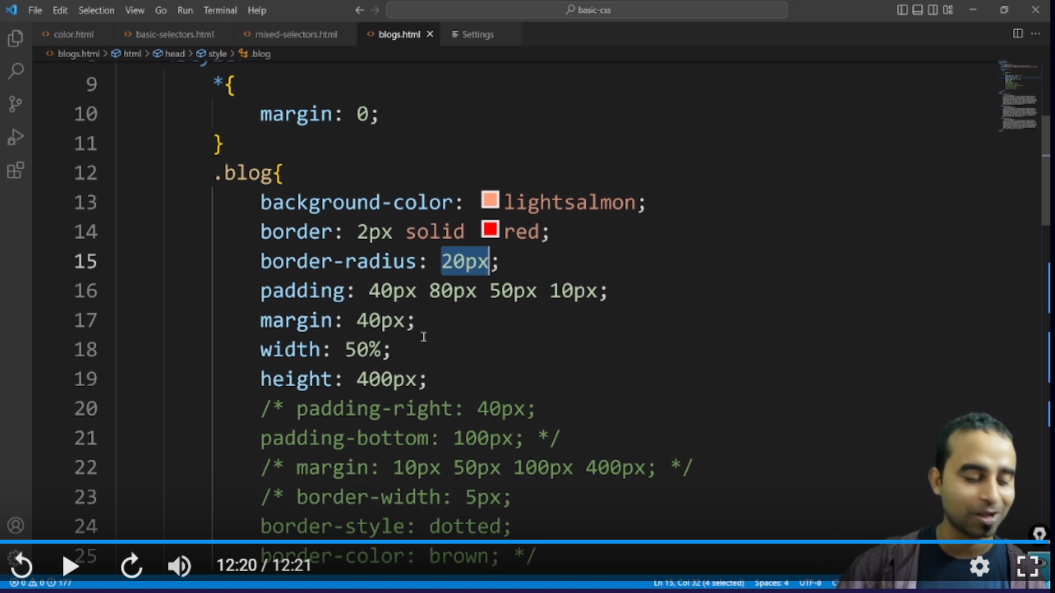 File Edit Selection View Go Run Terminal Help
basic-css
color.html basic-selectors.html mixed-selectors.html blogs.html Settings
blogs.html > html > head > style > .blog
9 *{
10 margin: 0;
11 }
12 .blog{
13 background-color: lightsalmon;
14 border: 2px solid red;
15 border-radius: 20px;
16 padding: 40px 80px 50px 10px;
17 margin: 40px;
18 width: 50%;
19 height: 400px;
20 /* padding-right: 40px;
21 padding-bottom: 100px; */
22 /* margin: 10px 50px 100px 400px; */
23 /* border-width: 5px;
24 border-style: dotted;
25 border-color: brown; */
12:20 / 12:21
Ln 15, Col 32 (4 selected) Spaces: 4 UTF-8